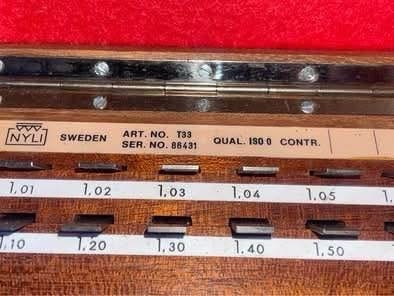 NYLI SWEDEN ART. NO. T33 QUAL. ISO 0 CONTR.
SER. NO. 86431
1,01 1,02 1,03 1,04 1,05
1,10 1,20 1,30 1,40 1,50